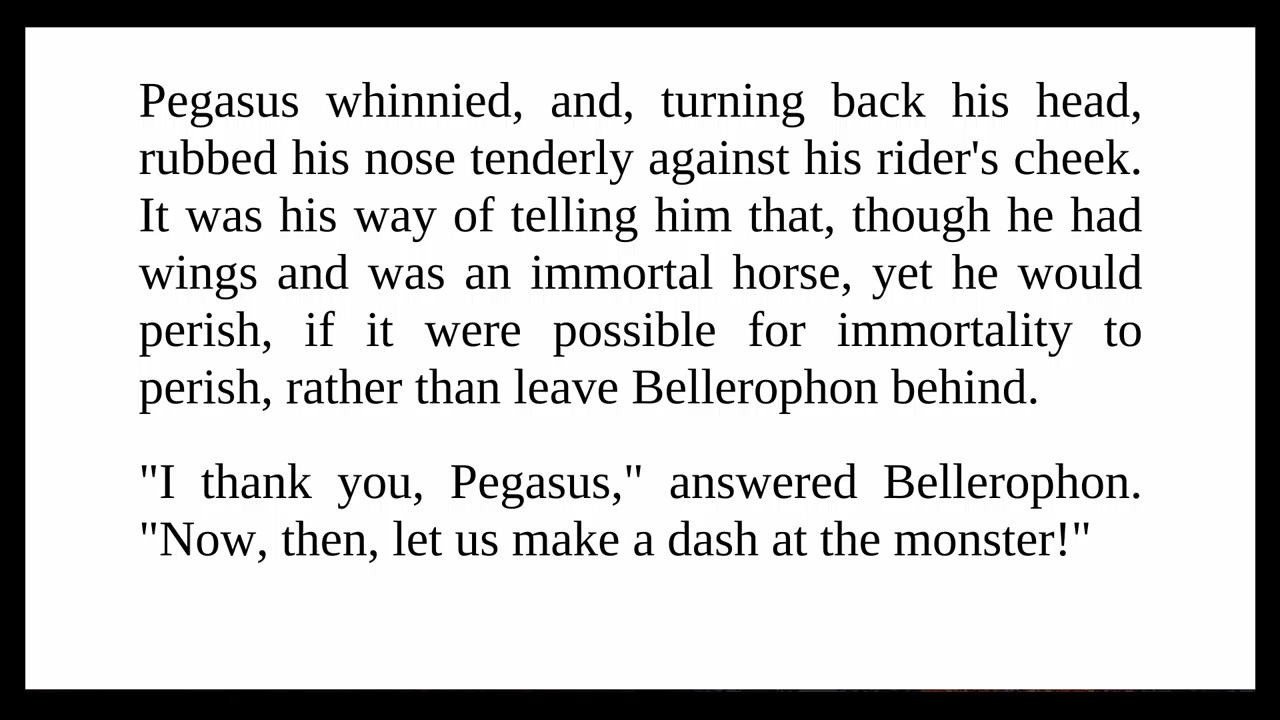 Pegasus whinnied, and, turning back his head,
rubbed his nose tenderly against his rider's cheek.
It was his way of telling him that, though he had
wings and was an immortal horse, yet he would
perish, if it were possible for immortality to
perish, rather than leave Bellerophon behind.
"I thank you, Pegasus," answered Bellerophon.
"Now, then, let us make a dash at the monster!"